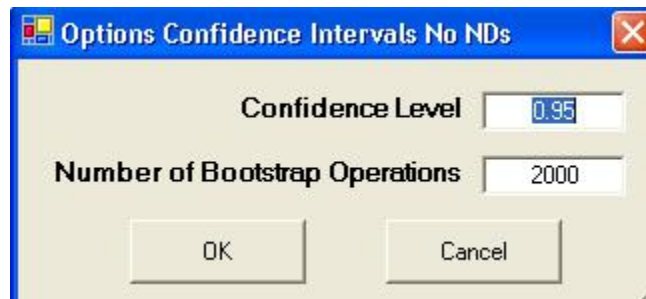 Options Confidence Intervals No NDs
Confidence Level 0.95
Number of Bootstrap Operations 2000
OK Cancel